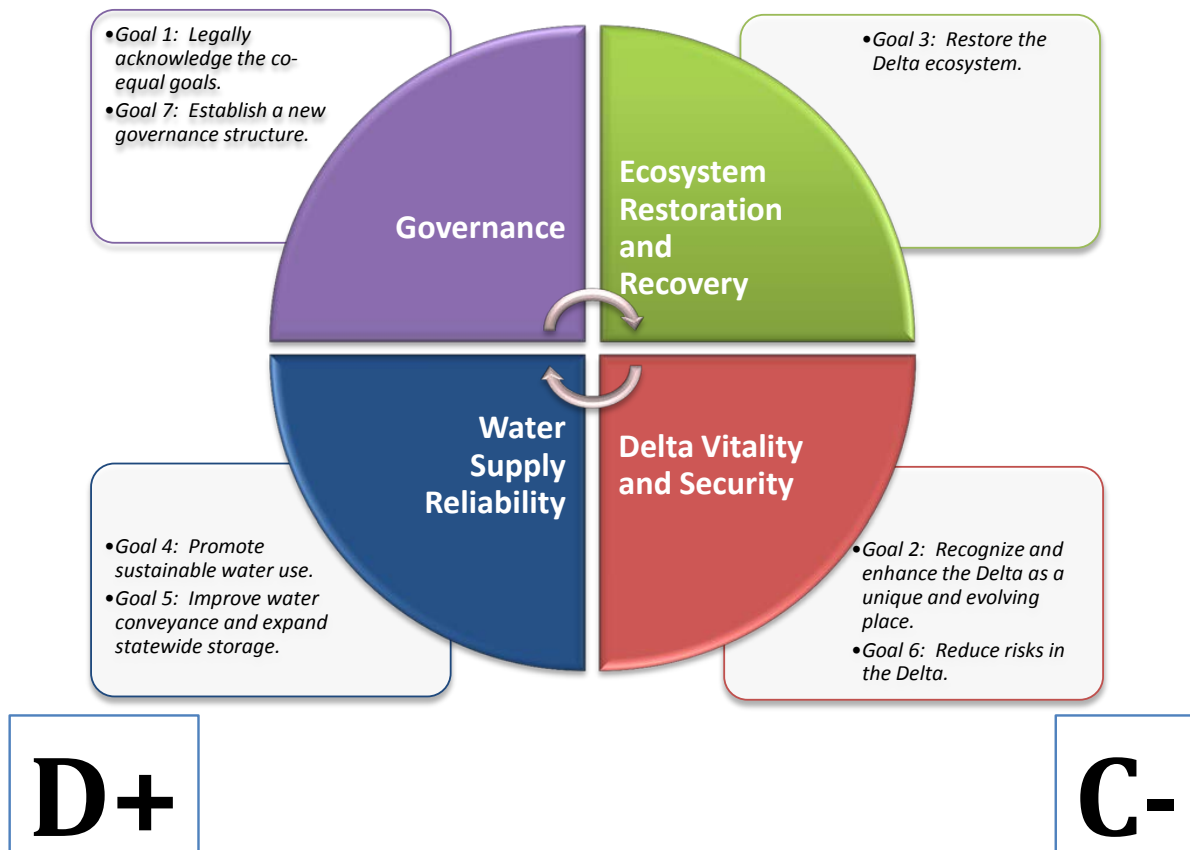 •Goal 1:  Legally
acknowledge the co-
equal goals.
•Goal 7:  Establish a new
governance structure.
•Goal 3:  Restore the
Delta ecosystem.
Governance
Ecosystem
Restoration
and
Recovery
Water
Supply
Reliability
Delta Vitality
and Security
•Goal 4:  Promote
sustainable water use.
•Goal 5:  Improve water
conveyance and expand
statewide storage.
•Goal 2:  Recognize and
enhance the Delta as a
unique and evolving
place.
•Goal 6:  Reduce risks in
the Delta.
D+
C-